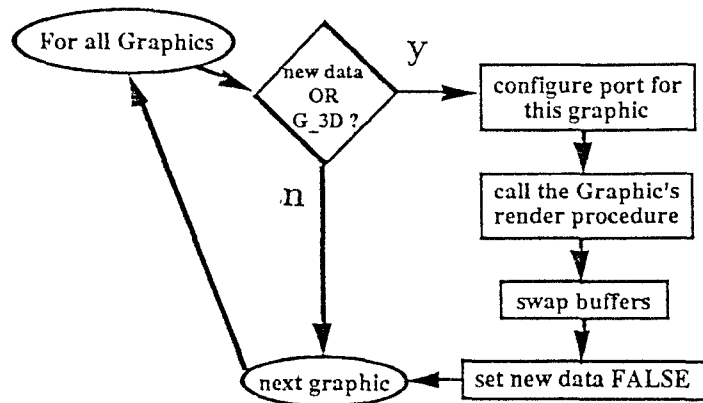 For all Graphics
new data
OR
G_3D ?
y
configure port for
this graphic
call the Graphic's
render procedure
swap buffers
set new data FALSE
n
next graphic